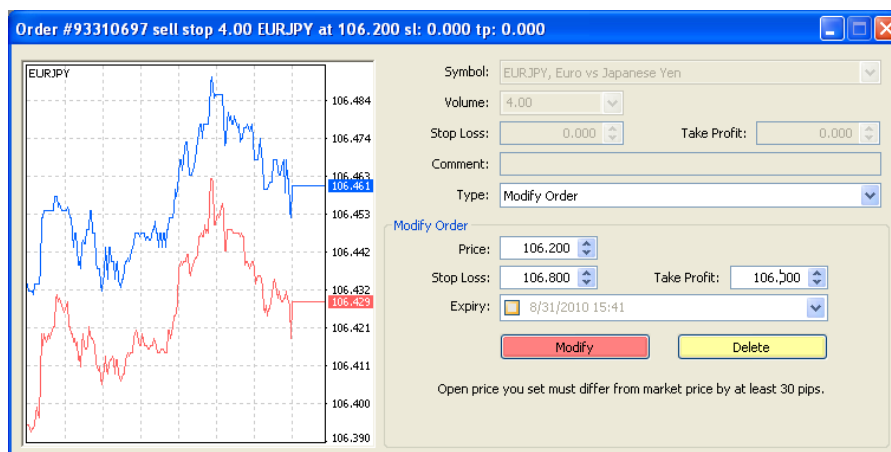 Order #93310697 sell stop 4.00 EURJPY at 106.200 sl: 0.000 tp: 0.000
EURJPY
106.484
106.474
106.463
106.461
106.453
106.442
106.432
106.429
106.421
106.411
106.400
106.390
Symbol: EURJPY, Euro vs Japanese Yen
Volume: 4.00
Stop Loss: 0.000 Take Profit: 0.000
Comment:
Type: Modify Order
Modify Order
Price: 106.200
Stop Loss: 106.800 Take Profit:
Expiry: 8/31/2010 15:41
Modify Delete
Open price you set must differ from market price by at least 30 pips.